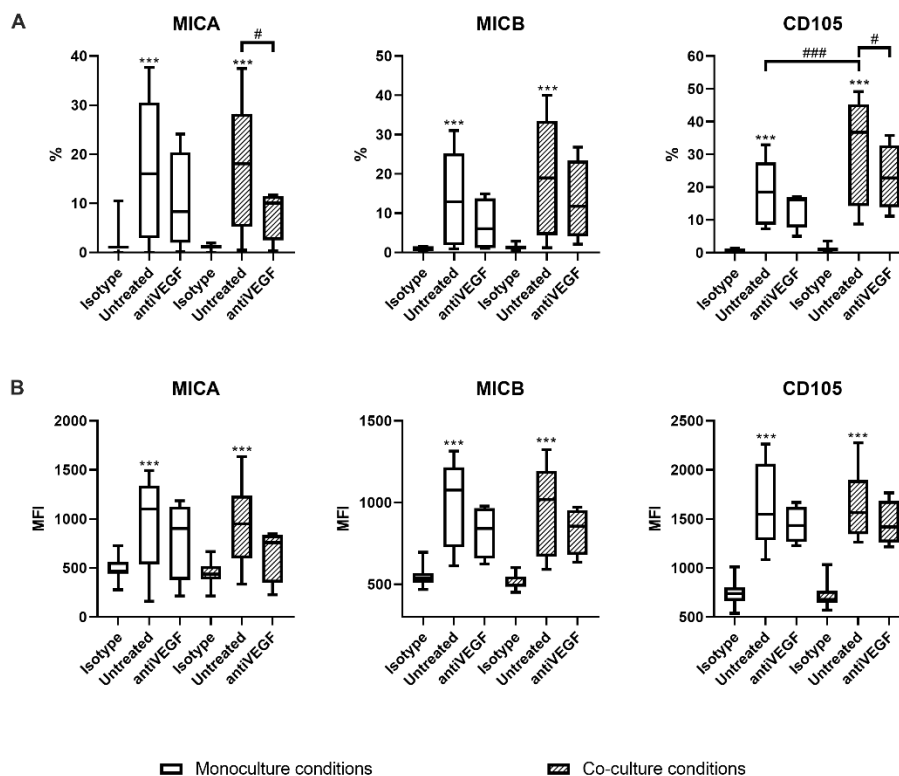 A
MICA
MICB
CD105
#
***
***
40
30
20
10
0
%
Isotype
Untreated
antiVEGF
Isotype
Untreated
antiVEGF
***
***
50
40
30
20
10
0
%
Isotype
Untreated
antiVEGF
Isotype
Untreated
antiVEGF
###
#
***
***
60
50
40
30
20
10
0
%
Isotype
Untreated
antiVEGF
Isotype
Untreated
antiVEGF
B
MICA
MICB
CD105
***
***
2000
1500
1000
500
0
MFI
Isotype
Untreated
antiVEGF
Isotype
Untreated
antiVEGF
***
***
1500
1000
500
MFI
Isotype
Untreated
antiVEGF
Isotype
Untreated
antiVEGF
***
***
2500
2000
1500
1000
500
MFI
Isotype
Untreated
antiVEGF
Isotype
Untreated
antiVEGF
Monoculture conditions
Co-culture conditions